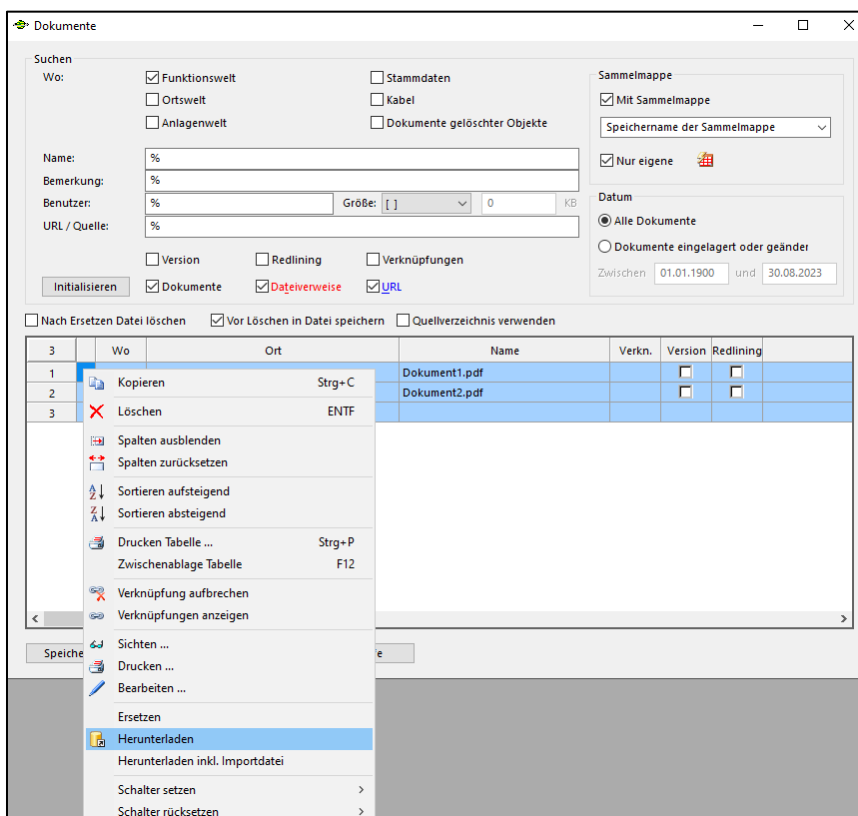 Dokumente
Suchen
Wo:
Funktionswelt
Stammdaten
Ortswelt
Kabel
Anlagenwelt
Dokumente gelöschter Objekte
Name: %
Bemerkung: %
Benutzer: % Größe: [ ] 0 KB
URL / Quelle: %
Version Redlining Verknüpfungen
Initialisieren Dokumente Dateiverweise URL
Sammelmappe
Mit Sammelmappe
Speichername der Sammelmappe
Nur eigene
Datum
Alle Dokumente
Dokumente eingelagert oder geänder
Zwischen 01.01.1900 und 30.08.2023
Nach Ersetzen Datei löschen Vor Löschen in Datei speichern Quellverzeichnis verwenden
3 Wo Ort Name Verkn. Version Redlining
1 Dokument1.pdf
2 Dokument2.pdf
3
Kopieren Strg+C
Löschen ENTF
Spalten ausblenden
Spalten zurücksetzen
Sortieren aufsteigend
Sortieren absteigend
Drucken Tabelle ... Strg+P
Zwischenablage Tabelle F12
Verknüpfung aufbrechen
Verknüpfungen anzeigen
Sichten ...
Drucken ...
Bearbeiten ...
Ersetzen
Herunterladen
Herunterladen inkl. Importdatei
Schalter setzen
Schalter rücksetzen
Speiche